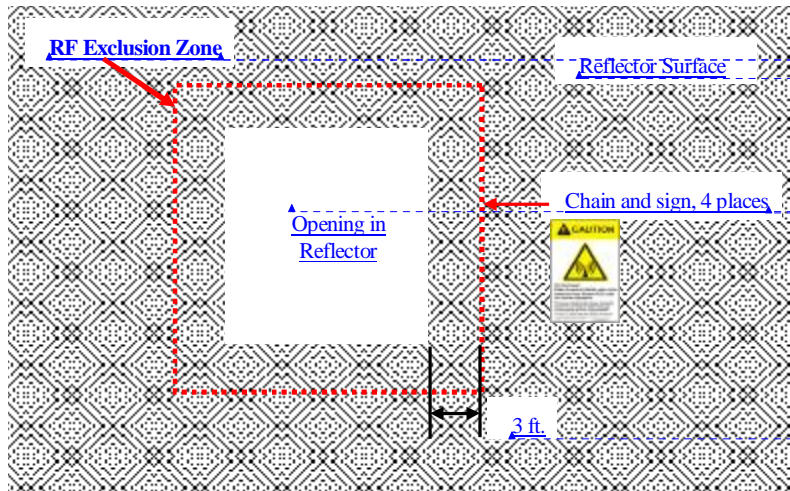 RF Exclusion Zone
Reflector Surface
Chain and sign, 4 places
Opening in
Reflector
CAUTION
3 ft.